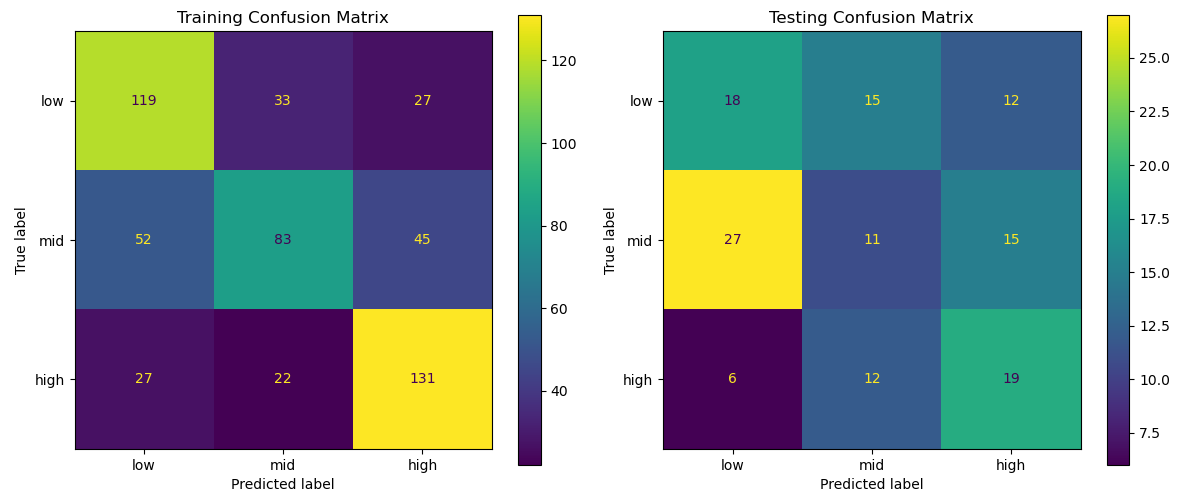 Training Confusion Matrix
low 119 33 27
mid 52 83 45
high 27 22 131
low mid high
Predicted label
True label
120
100
80
60
40
Testing Confusion Matrix
low 18 15 12
mid 27 11 15
high 6 12 19
low mid high
Predicted label
True label
25.0
22.5
20.0
17.5
15.0
12.5
10.0
7.5